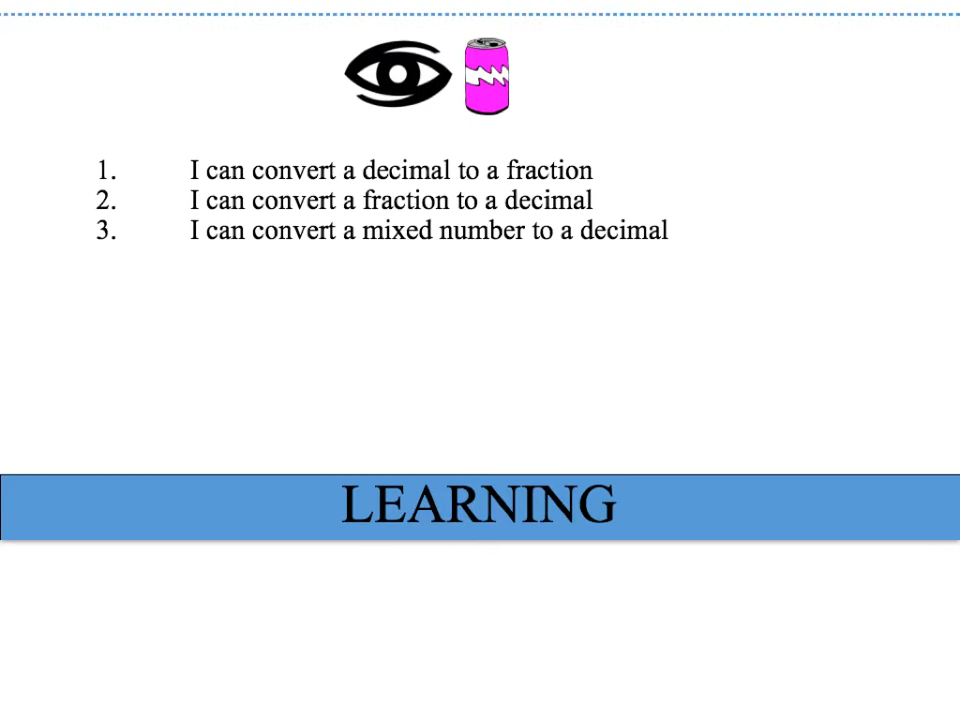 1. I can convert a decimal to a fraction
2. I can convert a fraction to a decimal
3. I can convert a mixed number to a decimal
LEARNING